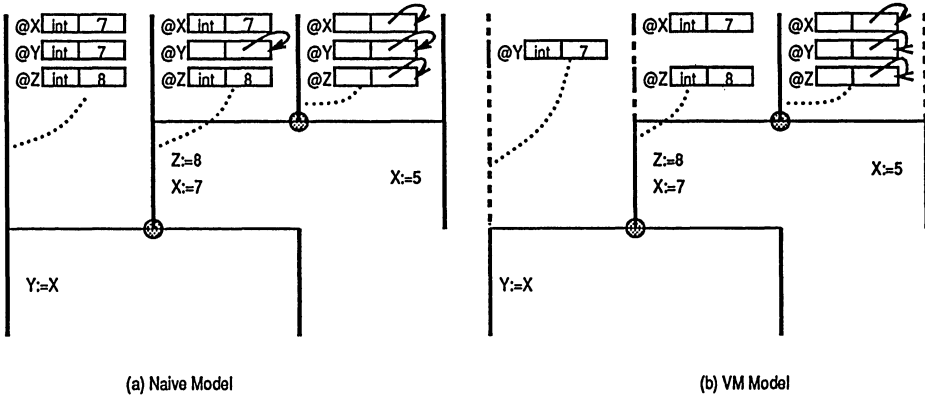 @X int 7
@Y int 7
@Z int 8
@X int 7
@Y
@Z int 8
@X
@Y
@Z
Z:=8
X:=7
X:=5
Y:=X
(a) Naive Model
@Y int 7
@X int 7
@Z int 8
@X
@Y
@Z
Z:=8
X:=7
X:=5
Y:=X
(b) VM Model